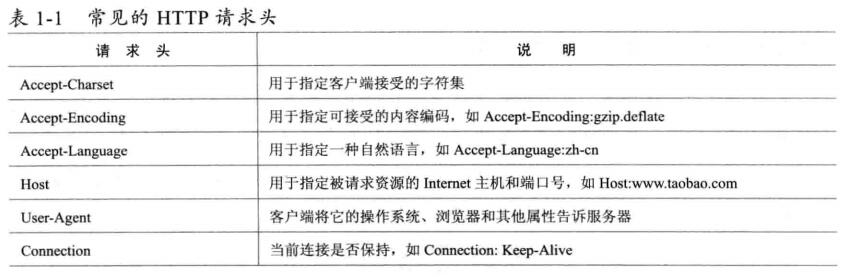 表 1-1 常见的 HTTP 请求头
请 求 头 说 明
Accept-Charset 用于指定客户端接受的字符集
Accept-Encoding 用于指定可接受的内容编码，如 Accept-Encoding:gzip.deflate
Accept-Language 用于指定一种自然语言，如 Accept-Language:zh-cn
Host 用于指定被请求资源的 Internet 主机和端口号，如 Host:www.taobao.com
User-Agent 客户端将它的操作系统、浏览器和其他属性告诉服务器
Connection 当前连接是否保持，如 Connection: Keep-Alive